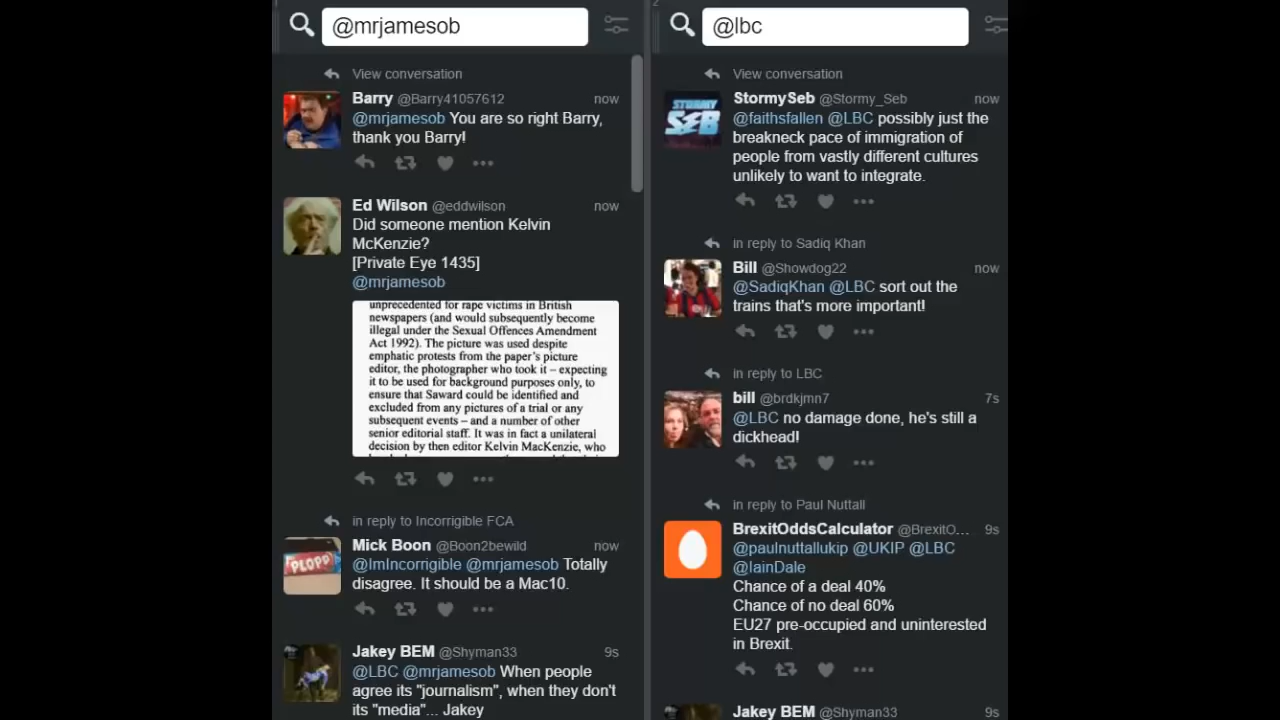 @mrjamesob
View conversation
Barry @Barry41057612 now
@mrjamesob You are so right Barry,
thank you Barry!
Ed Wilson @eddwilson now
Did someone mention Kelvin
McKenzie?
[Private Eye 1435]
@mrjamesob
unprecedented for rape victims in British
newspapers (and would subsequently become
illegal under the Sexual Offences Amendment
Act 1992). The picture was used despite
emphatic protests from the paper's picture
editor, the photographer who took it – expecting
it to be used for background purposes only, to
ensure that Saward could be identified and
excluded from any pictures of a trial or any
subsequent events – and a number of other
senior editorial staff. It was in fact a unilateral
decision by then editor Kelvin MacKenzie, who
in reply to Incorrigible FCA
PLOPP
Mick Boon @Boon2bewild now
@ImIncorrigible @mrjamesob Totally
disagree. It should be a Mac10.
Jakey BEM @Shyman33 9s
@LBC @mrjamesob When people
agree its "journalism", when they don't
its "media"... Jakey
2
@lbc
View conversation
STORMY
SEB
StormySeb @Stormy_Seb now
@faithsfallen @LBC possibly just the
breakneck pace of immigration of
people from vastly different cultures
unlikely to want to integrate.
in reply to Sadiq Khan
Bill @Showdog22 now
@SadiqKhan @LBC sort out the
trains that's more important!
in reply to LBC
bill @brdkjmn7 7s
@LBC no damage done, he's still a
dickhead!
in reply to Paul Nuttall
BrexitOddsCalculator @BrexitO... 9s
@paulnuttallukip @UKIP @LBC
@IainDale
Chance of a deal 40%
Chance of no deal 60%
EU27 pre-occupied and uninterested
in Brexit.
Jakey BEM @Shyman33 9s